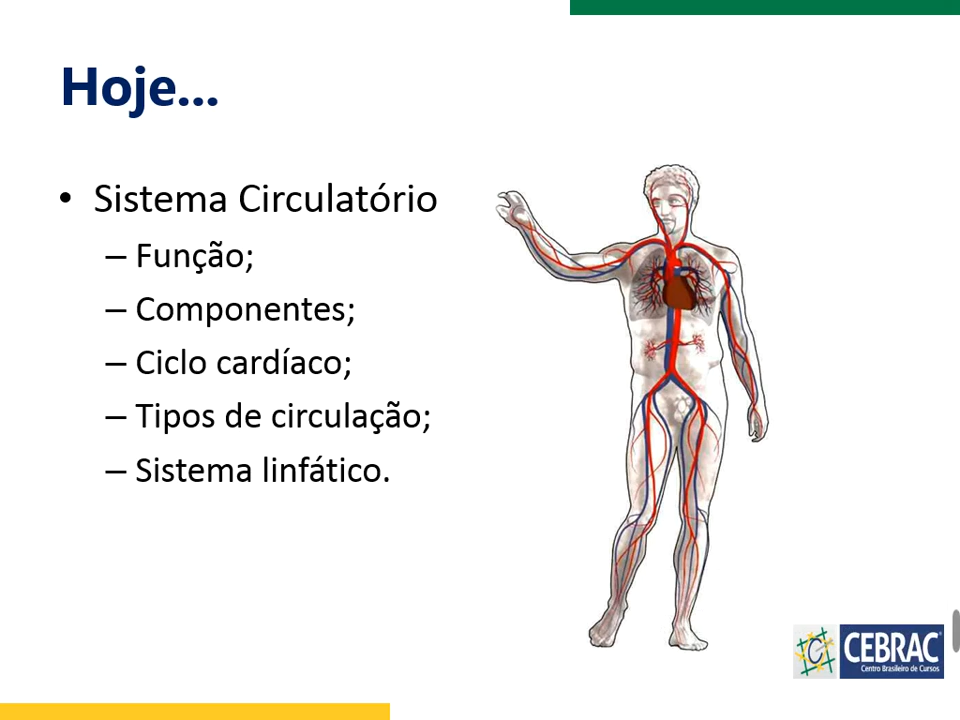 Hoje...
• Sistema Circulatório
– Função;
– Componentes;
– Ciclo cardíaco;
– Tipos de circulação;
– Sistema linfático.
CEBRAC®
Centro Brasileiro de Cursos